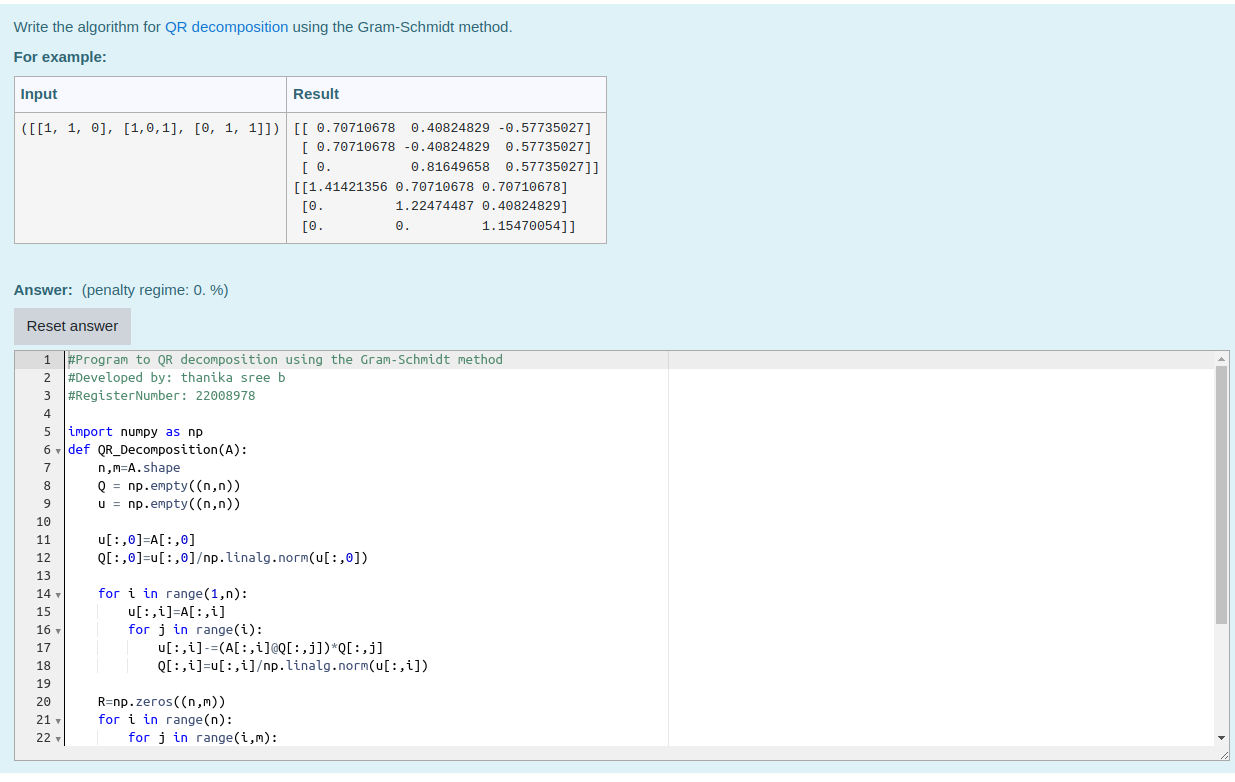 Write the algorithm for QR decomposition using the Gram-Schmidt method.
For example:
Input Result
([[1, 1, 0], [1,0,1], [0, 1, 1]]) [[ 0.70710678  0.40824829 -0.57735027]
 [ 0.70710678 -0.40824829  0.57735027]
 [ 0.          0.81649658  0.57735027]]
[[1.41421356 0.70710678 0.70710678]
 [0.         1.22474487 0.40824829]
 [0.         0.         1.15470054]]
Answer: (penalty regime: 0. %)
Reset answer
1 #Program to QR decomposition using the Gram-Schmidt method
2 #Developed by: thanika sree b
3 #RegisterNumber: 22008978
4
5 import numpy as np
6 def QR_Decomposition(A):
7     n,m=A.shape
8     Q = np.empty((n,n))
9     u = np.empty((n,n))
10
11     u[:,0]=A[:,0]
12     Q[:,0]=u[:,0]/np.linalg.norm(u[:,0])
13
14     for i in range(1,n):
15         u[:,i]=A[:,i]
16         for j in range(i):
17             u[:,i]-=(A[:,i]@Q[:,j])*Q[:,j]
18             Q[:,i]=u[:,i]/np.linalg.norm(u[:,i])
19
20     R=np.zeros((n,m))
21     for i in range(n):
22         for j in range(i,m):